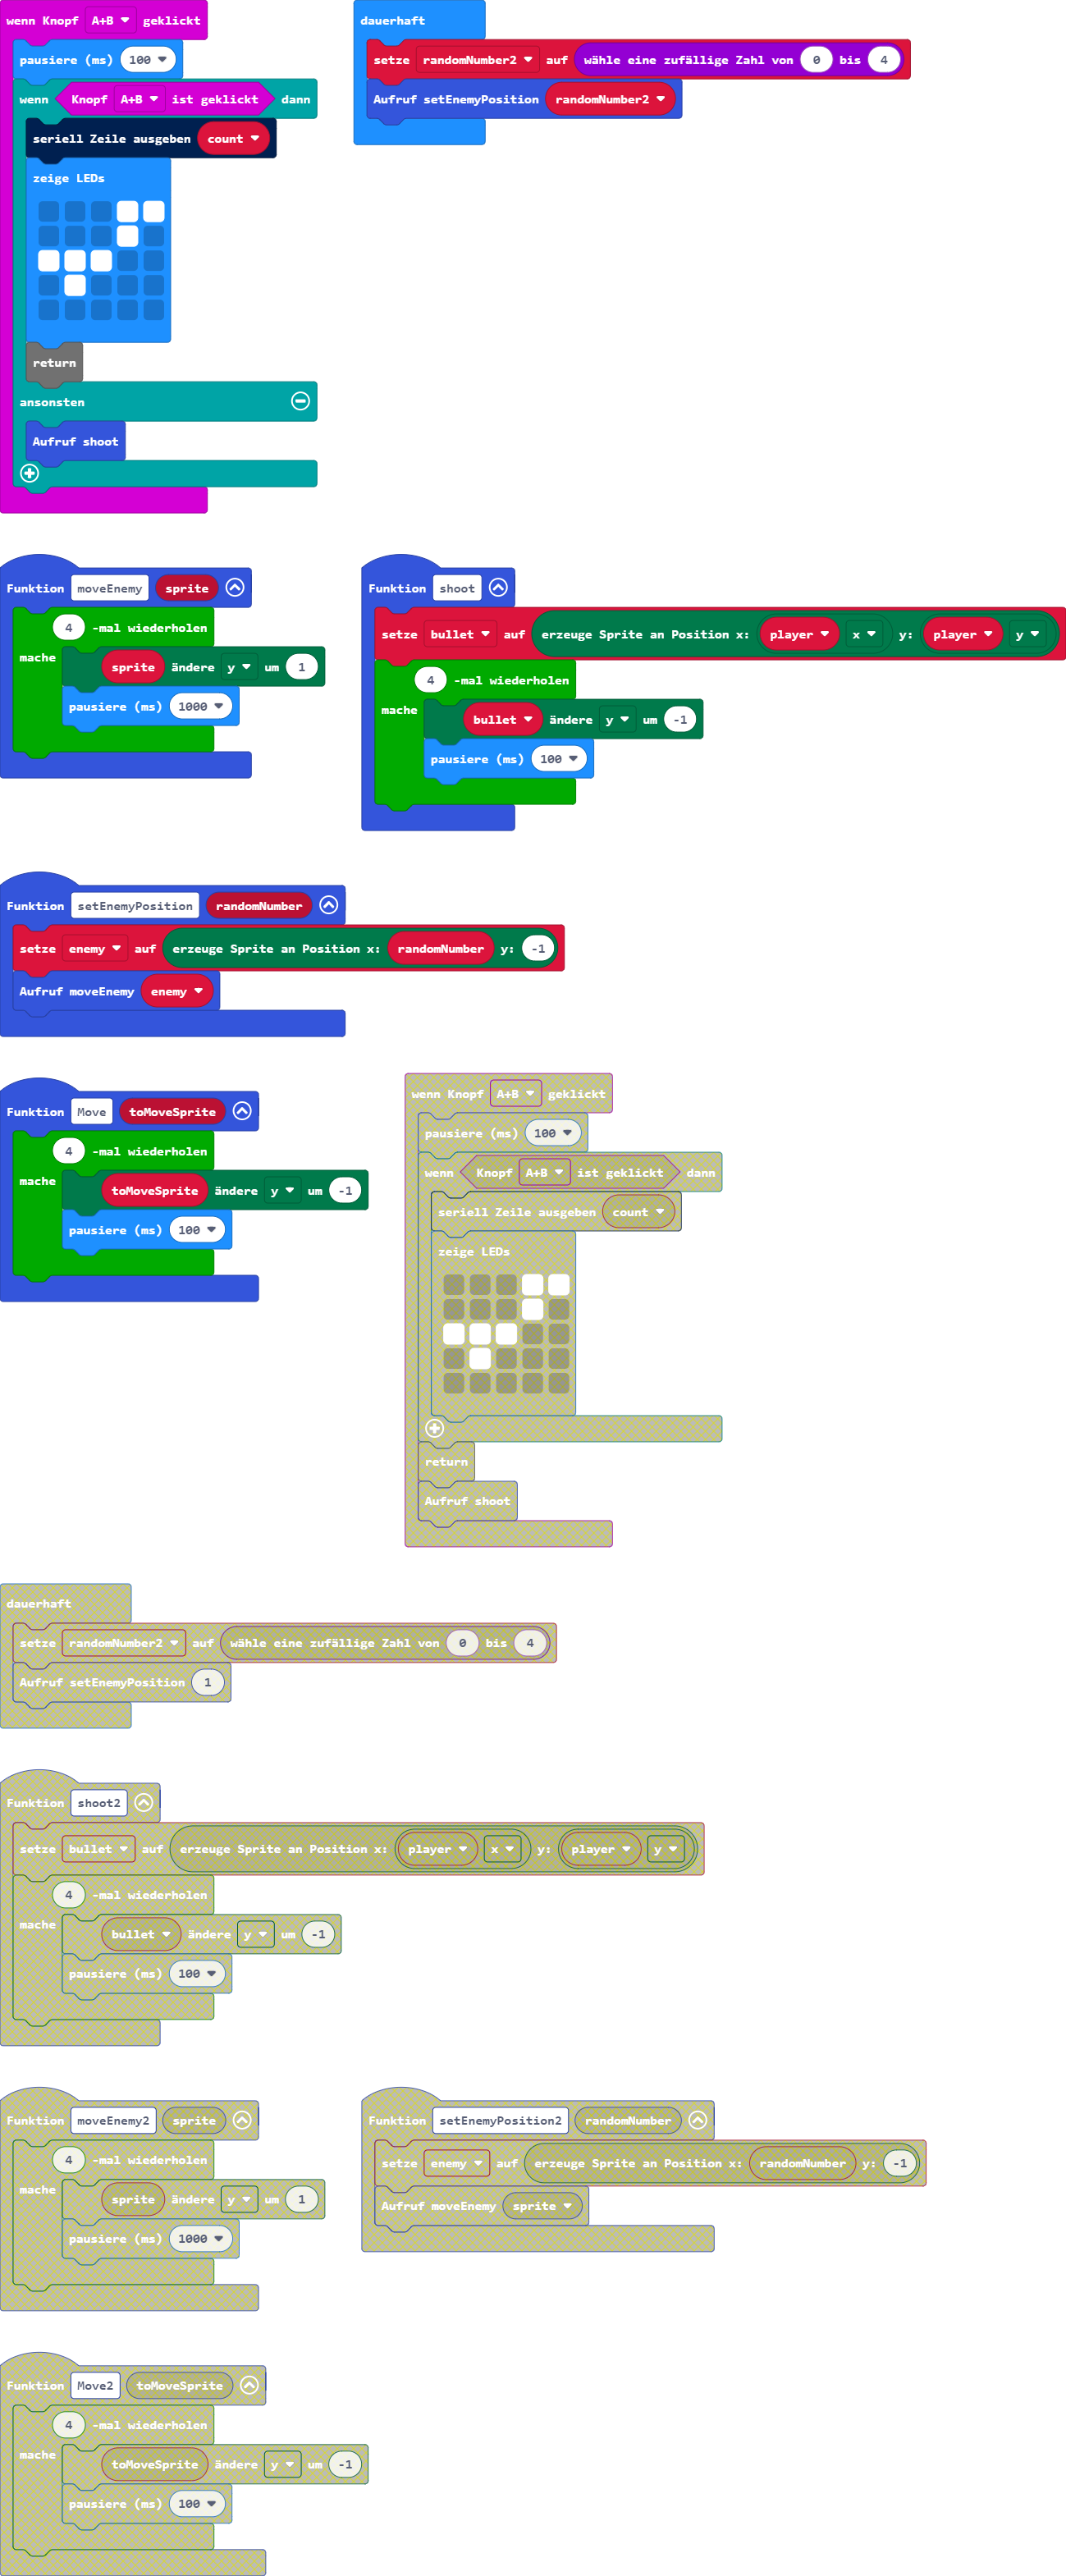 wenn Knopf A+B geklickt
pausiere (ms) 100
wenn Knopf A+B ist geklickt dann
seriell Zeile ausgeben count
zeige LEDs
return
ansonsten
Aufruf shoot
dauerhaft
setze randomNumber2 auf wähle eine zufällige Zahl von 0 bis 4
Aufruf setEnemyPosition randomNumber2
Funktion moveEnemy sprite
4 -mal wiederholen
mache
sprite ändere y um 1
pausiere (ms) 1000
Funktion shoot
setze bullet auf erzeuge Sprite an Position x: player x y: player y
4 -mal wiederholen
mache
bullet ändere y um -1
pausiere (ms) 100
Funktion setEnemyPosition randomNumber
setze enemy auf erzeuge Sprite an Position x: randomNumber y: -1
Aufruf moveEnemy enemy
Funktion Move toMoveSprite
4 -mal wiederholen
mache
toMoveSprite ändere y um -1
pausiere (ms) 100
wenn Knopf A+B geklickt
pausiere (ms) 100
wenn Knopf A+B ist geklickt dann
seriell Zeile ausgeben count
zeige LEDs
return
Aufruf shoot
dauerhaft
setze randomNumber2 auf wähle eine zufällige Zahl von 0 bis 4
Aufruf setEnemyPosition 1
Funktion shoot2
setze bullet auf erzeuge Sprite an Position x: player x y: player y
4 -mal wiederholen
mache
bullet ändere y um -1
pausiere (ms) 100
Funktion moveEnemy2 sprite
4 -mal wiederholen
mache
sprite ändere y um 1
pausiere (ms) 1000
Funktion setEnemyPosition2 randomNumber
setze enemy auf erzeuge Sprite an Position x: randomNumber y: -1
Aufruf moveEnemy sprite
Funktion Move2 toMoveSprite
4 -mal wiederholen
mache
toMoveSprite ändere y um -1
pausiere (ms) 100